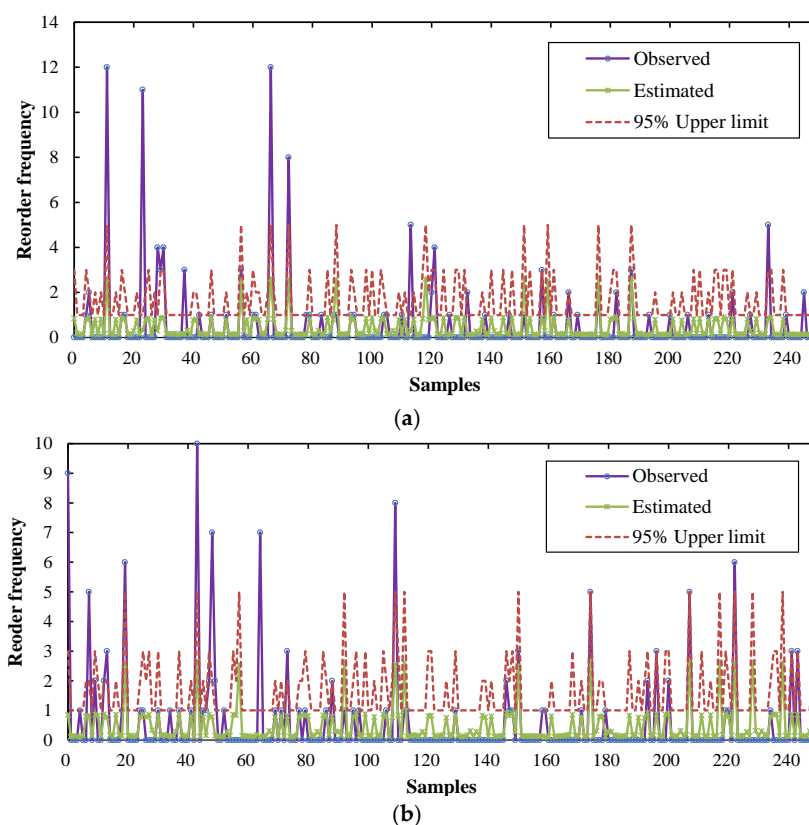 14
12
10
8
6
4
2
0
Reorder frequency
Observed
Estimated
95% Upper limit
0 20 40 60 80 100 120 140 160 180 200 220 240
Samples
(a)
10
9
8
7
6
5
4
3
2
1
0
Reoder frequency
Observed
Estimated
95% Upper limit
0 20 40 60 80 100 120 140 160 180 200 220 240
Samples
(b)